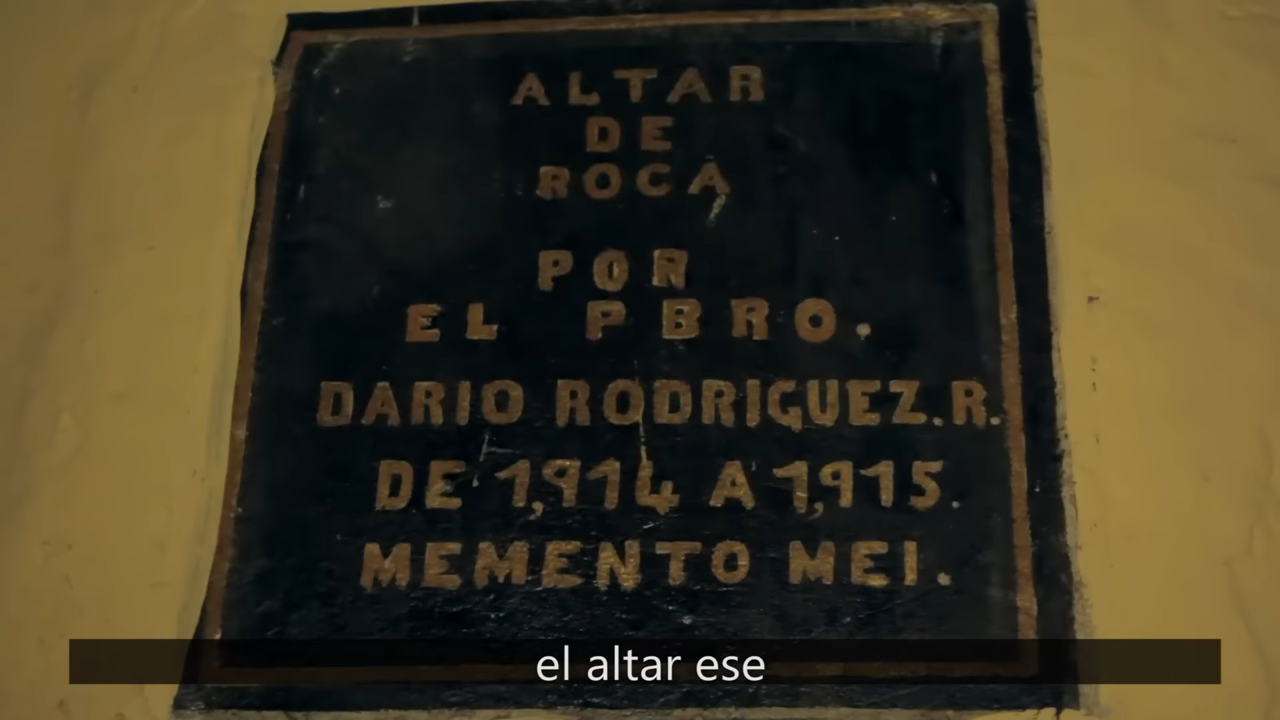 ALTAR
DE
ROCA
POR
EL PBRO.
DARIO RODRIGUEZ.R.
DE 1,914 A 1,915.
MEMENTO MEI.
el altar ese